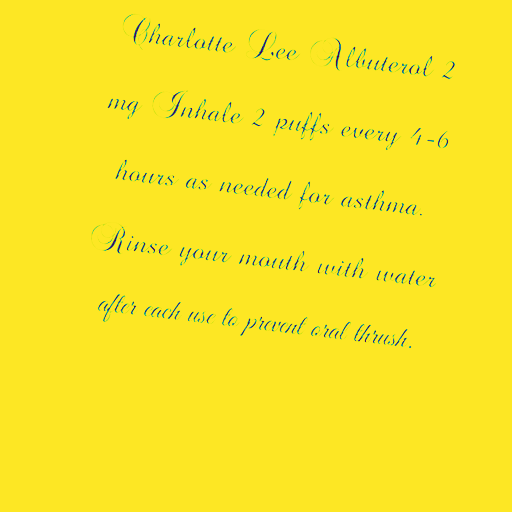 Charlotte Lee Albuterol 2
mg Inhale 2 puffs every 4-6
hours as needed for asthma.
Rinse your mouth with water
after each use to prevent oral thrush.